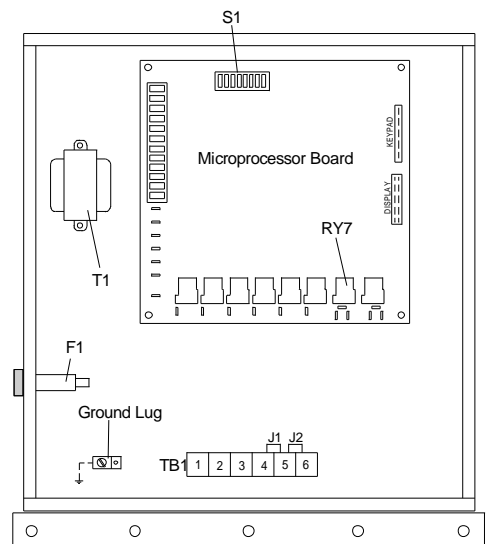 S1
KEYPAD
Microprocessor Board
DISPLAY
RY7
T1
F1
Ground Lug
J1 J2
TB1 1 2 3 4 5 6